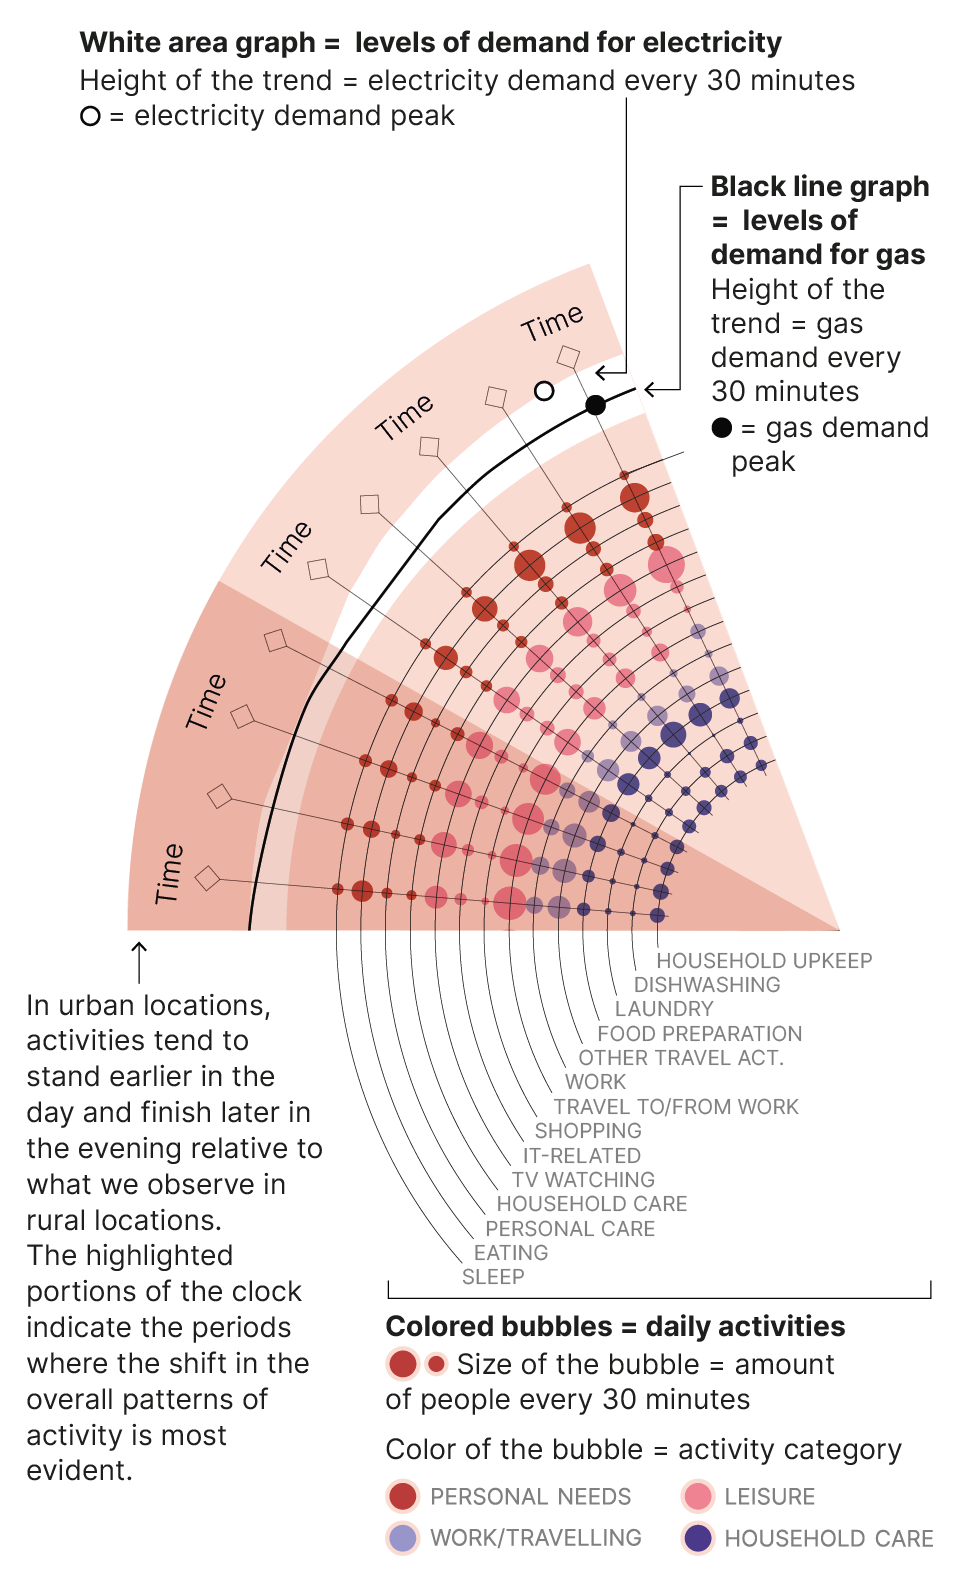 White area graph = levels of demand for electricity
Height of the trend = electricity demand every 30 minutes
= electricity demand peak
Black line graph
= levels of
demand for gas
Height of the
trend = gas
demand every
30 minutes
= gas demand
peak
Time
Time
Time
Time
Time
In urban locations,
activities tend to
stand earlier in the
day and finish later in
the evening relative to
what we observe in
rural locations.
The highlighted
portions of the clock
indicate the periods
where the shift in the
overall patterns of
activity is most
evident.
HOUSEHOLD UPKEEP
DISHWASHING
LAUNDRY
FOOD PREPARATION
OTHER TRAVEL ACT.
WORK
TRAVEL TO/FROM WORK
SHOPPING
IT-RELATED
TV WATCHING
HOUSEHOLD CARE
PERSONAL CARE
EATING
SLEEP
Colored bubbles = daily activities
Size of the bubble = amount
of people every 30 minutes
Color of the bubble = activity category
PERSONAL NEEDS
LEISURE
WORK/TRAVELLING
HOUSEHOLD CARE